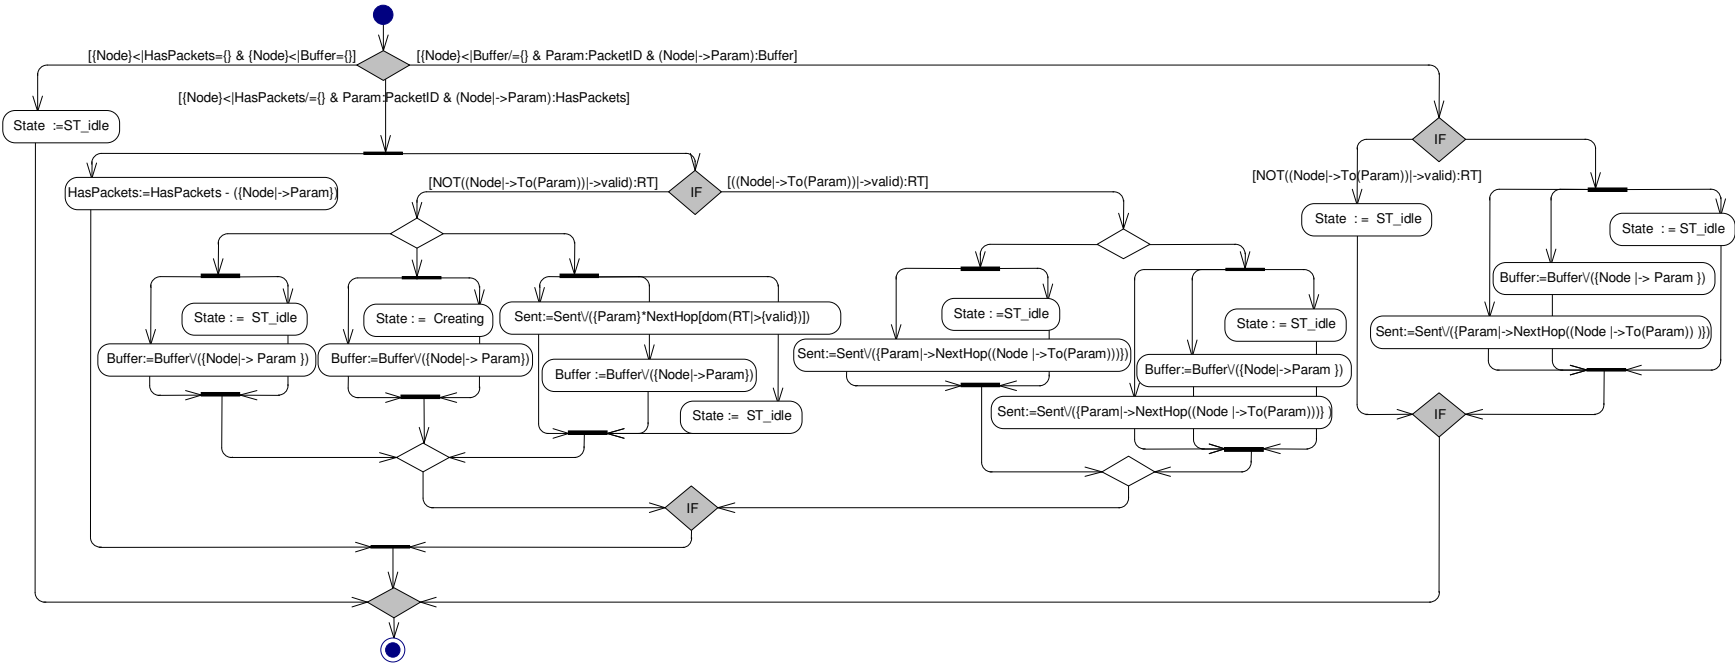 [{Node}<|HasPackets={} & {Node}<|Buffer={}]
[{Node}<|Buffer/={} & Param:PacketID & (Node|->Param):Buffer]
[{Node}<|HasPackets/={} & Param:PacketID & (Node|->Param):HasPackets]
State :=ST_idle
IF
HasPackets:=HasPackets - ({Node|->Param})
[NOT((Node|->To(Param))|->valid):RT]
IF
[((Node|->To(Param))|->valid):RT]
[NOT((Node|->To(Param))|->valid):RT]
State : = ST_idle
State : = ST_idle
State : = ST_idle
State : = Creating
Sent:=Sent\/({Param}*NextHop[dom(RT|>{valid})])
State : =ST_idle
State : = ST_idle
Buffer:=Buffer\/({Node |-> Param })
Buffer:=Buffer\/({Node|-> Param })
Buffer:=Buffer\/({Node|-> Param})
Buffer :=Buffer\/({Node|->Param})
Sent:=Sent\/({Param|->NextHop((Node |->To(Param)))})
Buffer:=Buffer\/({Node|->Param })
Sent:=Sent\/({Param|->NextHop((Node |->To(Param)) )})
State := ST_idle
Sent:=Sent\/({Param|->NextHop((Node |->To(Param)))} )
IF
IF